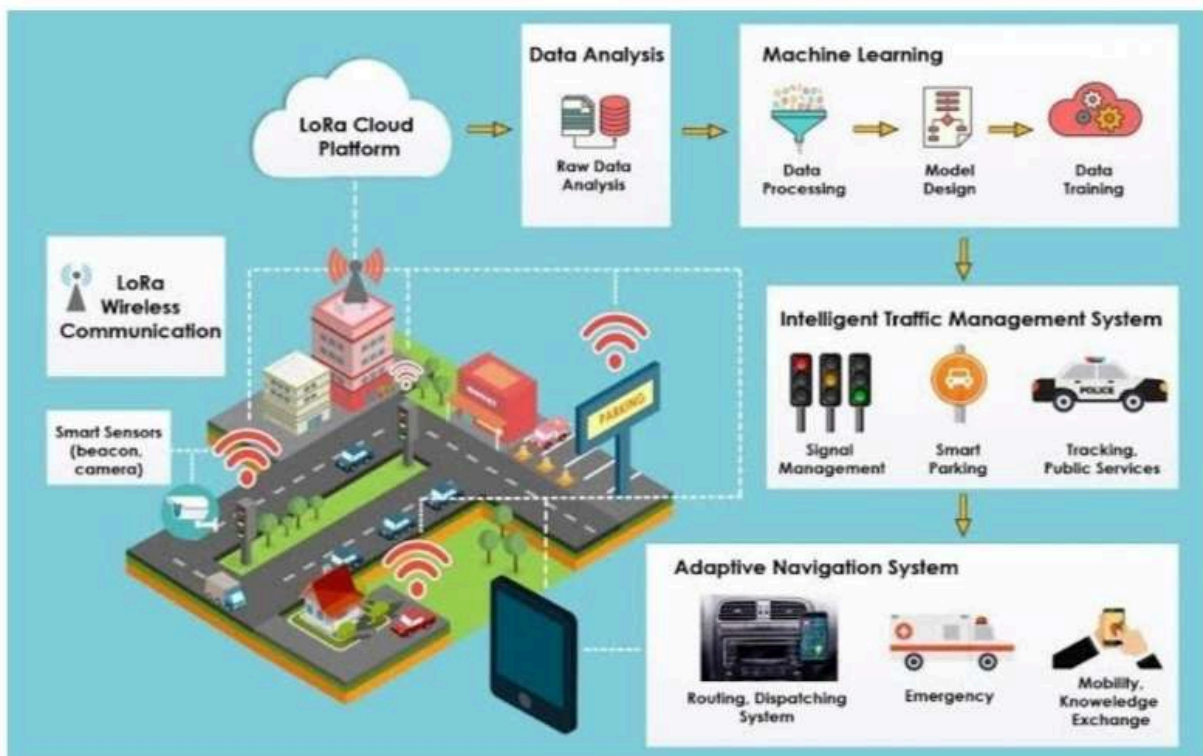 LoRa Cloud
Platform
Data Analysis
Raw Data
Analysis
Machine Learning
Data
Processing
Model
Design
Data
Training
LoRa
Wireless
Communication
Smart Sensors
(beacon,
camera)
PARKING
Intelligent Traffic Management System
Signal
Management
Smart
Parking
POLICE
Tracking,
Public Services
Adaptive Navigation System
Routing, Dispatching
System
Emergency
Mobility,
Knoweledge
Exchange